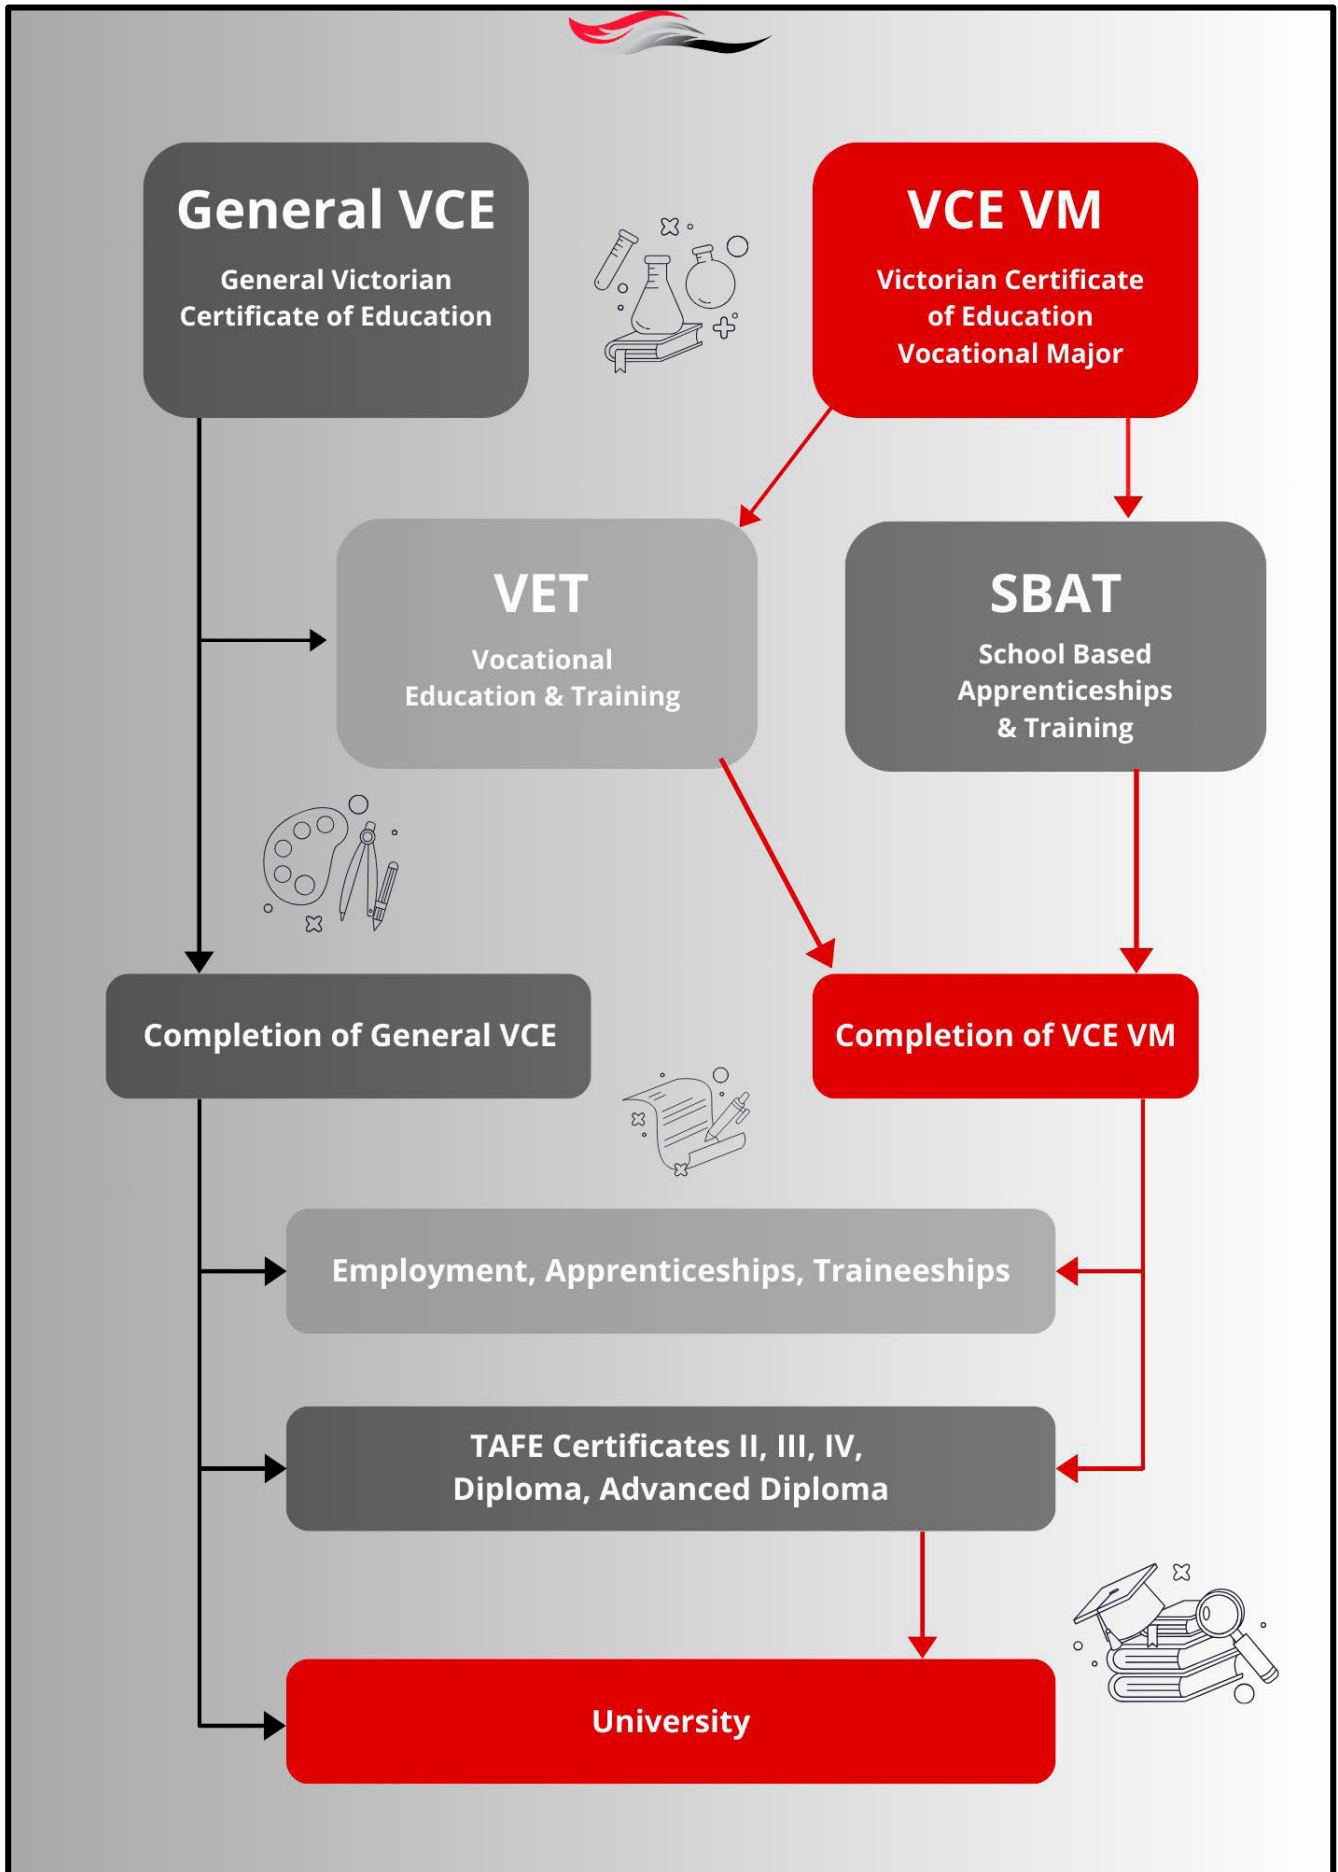 General VCE
General Victorian
Certificate of Education
VCE VM
Victorian Certificate
of Education
Vocational Major
VET
Vocational
Education & Training
SBAT
School Based
Apprenticeships
& Training
Completion of General VCE
Completion of VCE VM
Employment, Apprenticeships, Traineeships
TAFE Certificates II, III, IV,
Diploma, Advanced Diploma
University